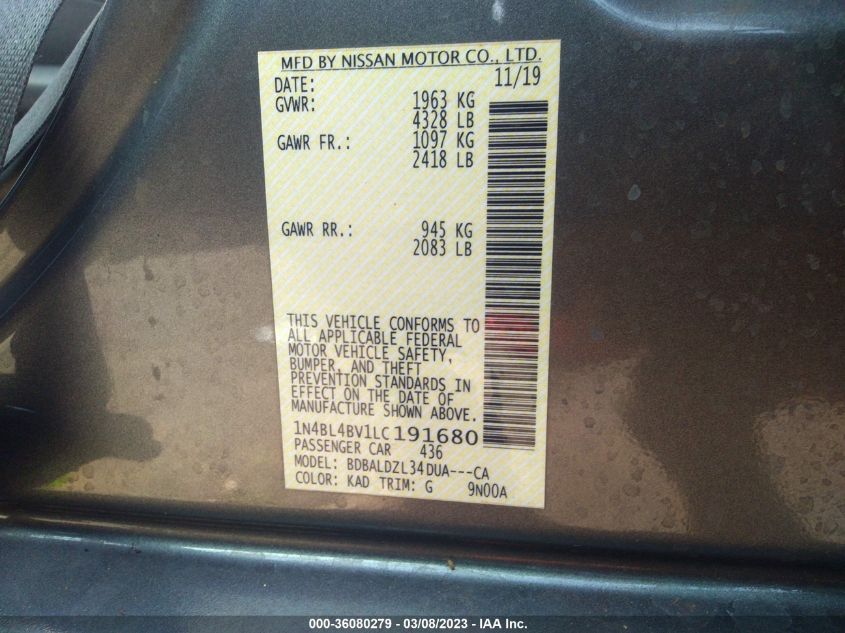 MFD BY NISSAN MOTOR CO., LTD.
DATE: 11/19
GVWR: 1963 KG
4328 LB
GAWR FR.: 1097 KG
2418 LB
GAWR RR.: 945 KG
2083 LB
THIS VEHICLE CONFORMS TO
ALL APPLICABLE FEDERAL
MOTOR VEHICLE SAFETY,
BUMPER, AND THEFT
PREVENTION STANDARDS IN
EFFECT ON THE DATE OF
MANUFACTURE SHOWN ABOVE.
1N4BL4BV1LC191680
PASSENGER CAR 436
MODEL: BDBALDZL34DUA---CA
COLOR: KAD TRIM: G 9N00A
000-36080279 - 03/08/2023 - IAA Inc.